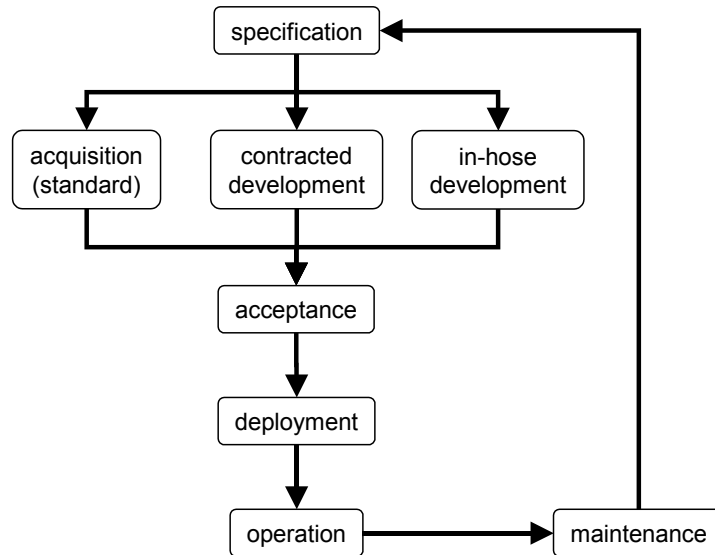 specification
acquisition
(standard)
contracted
development
in-hose
development
acceptance
deployment
operation
maintenance